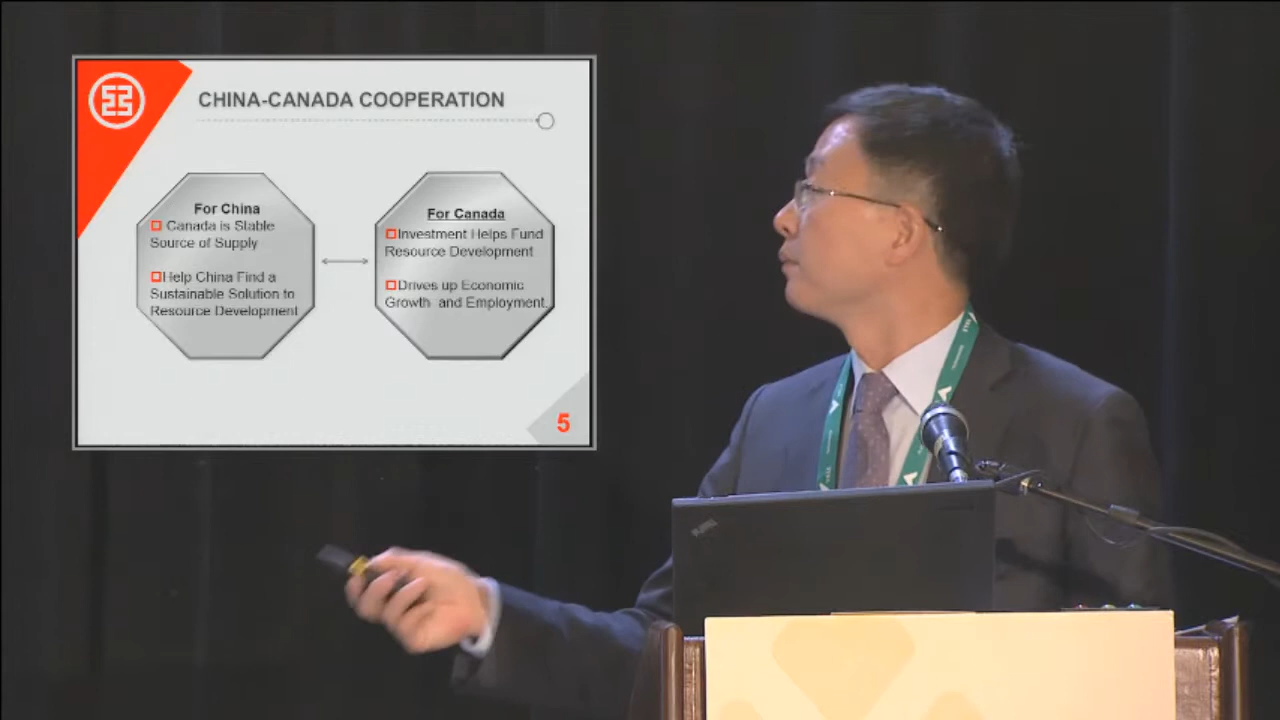 CHINA-CANADA COOPERATION
For China
Canada is Stable
Source of Supply
Help China Find a
Sustainable Solution to
Resource Development
For Canada
Investment Helps Fund
Resource Development
Drives up Economic
Growth and Employment.
5